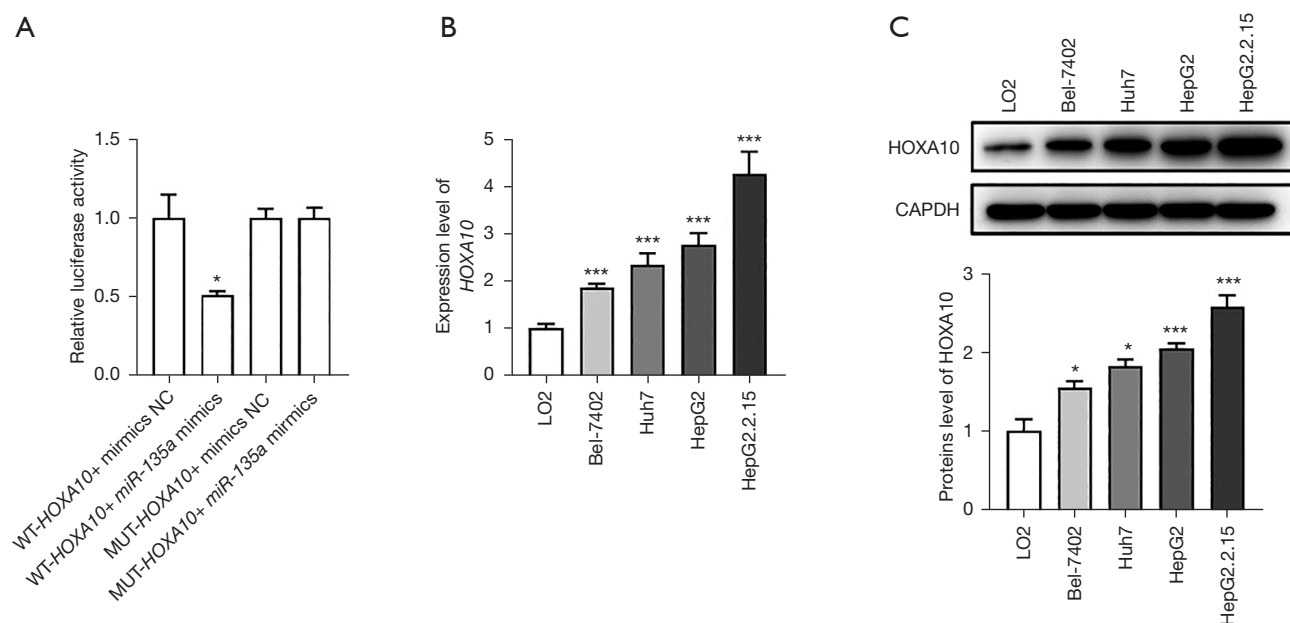 A
Relative luciferase activity
1.5
1.0
0.5
0.0
*
WT-HOXA10+ mirmics NC
WT-HOXA10+ miR-135a mimics
MUT-HOXA10+ mimics NC
MUT-HOXA10+ miR-135a mirmics
B
Expression level of
HOXA10
5
4
3
2
1
0
***
***
***
***
LO2
Bel-7402
Huh7
HepG2
HepG2.2.15
C
LO2
Bel-7402
Huh7
HepG2
HepG2.2.15
HOXA10
CAPDH
Proteins level of HOXA10
3
2
1
0
*
*
***
***
LO2
Bel-7402
Huh7
HepG2
HepG2.2.15